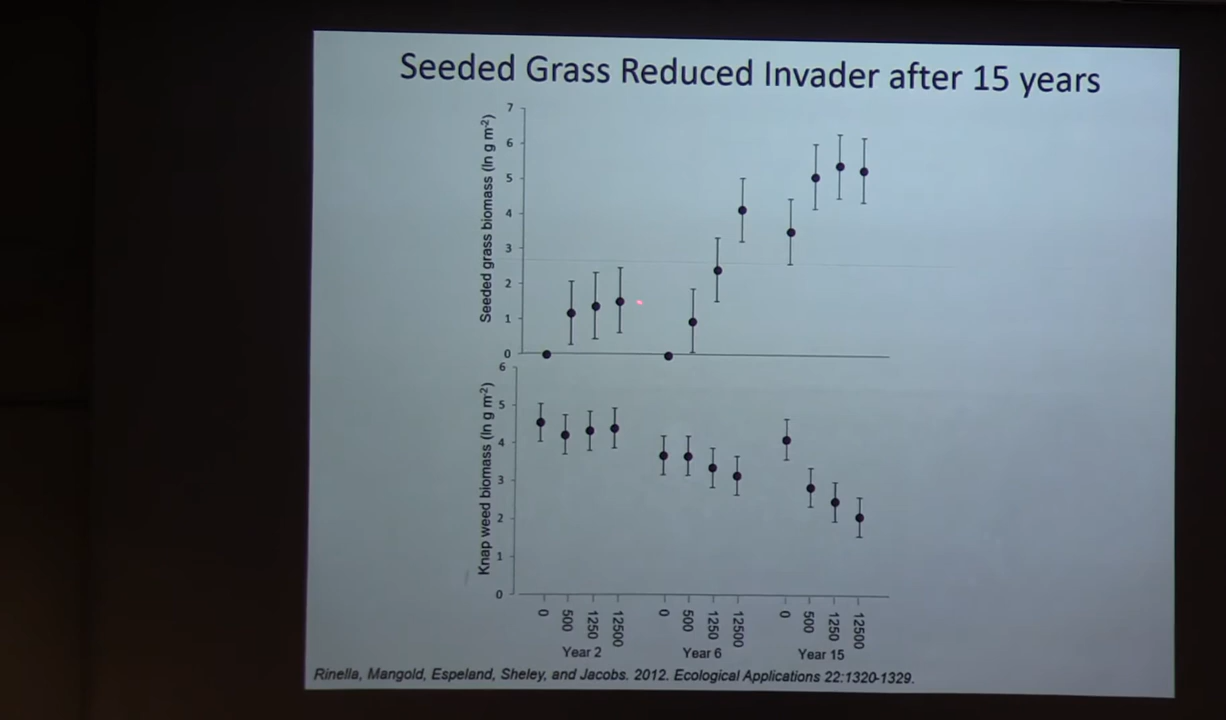 Seeded Grass Reduced Invader after 15 years
Seeded grass biomass (ln g m-2)
7
6
5
4
3
2
1
0
Knap weed biomass (ln g m-2)
6
5
4
3
2
1
0
0 500 1250 12500 0 500 1250 12500 0 500 1250 12500
Year 2 Year 6 Year 15
Rinella, Mangold, Espeland, Sheley, and Jacobs. 2012. Ecological Applications 22:1320-1329.